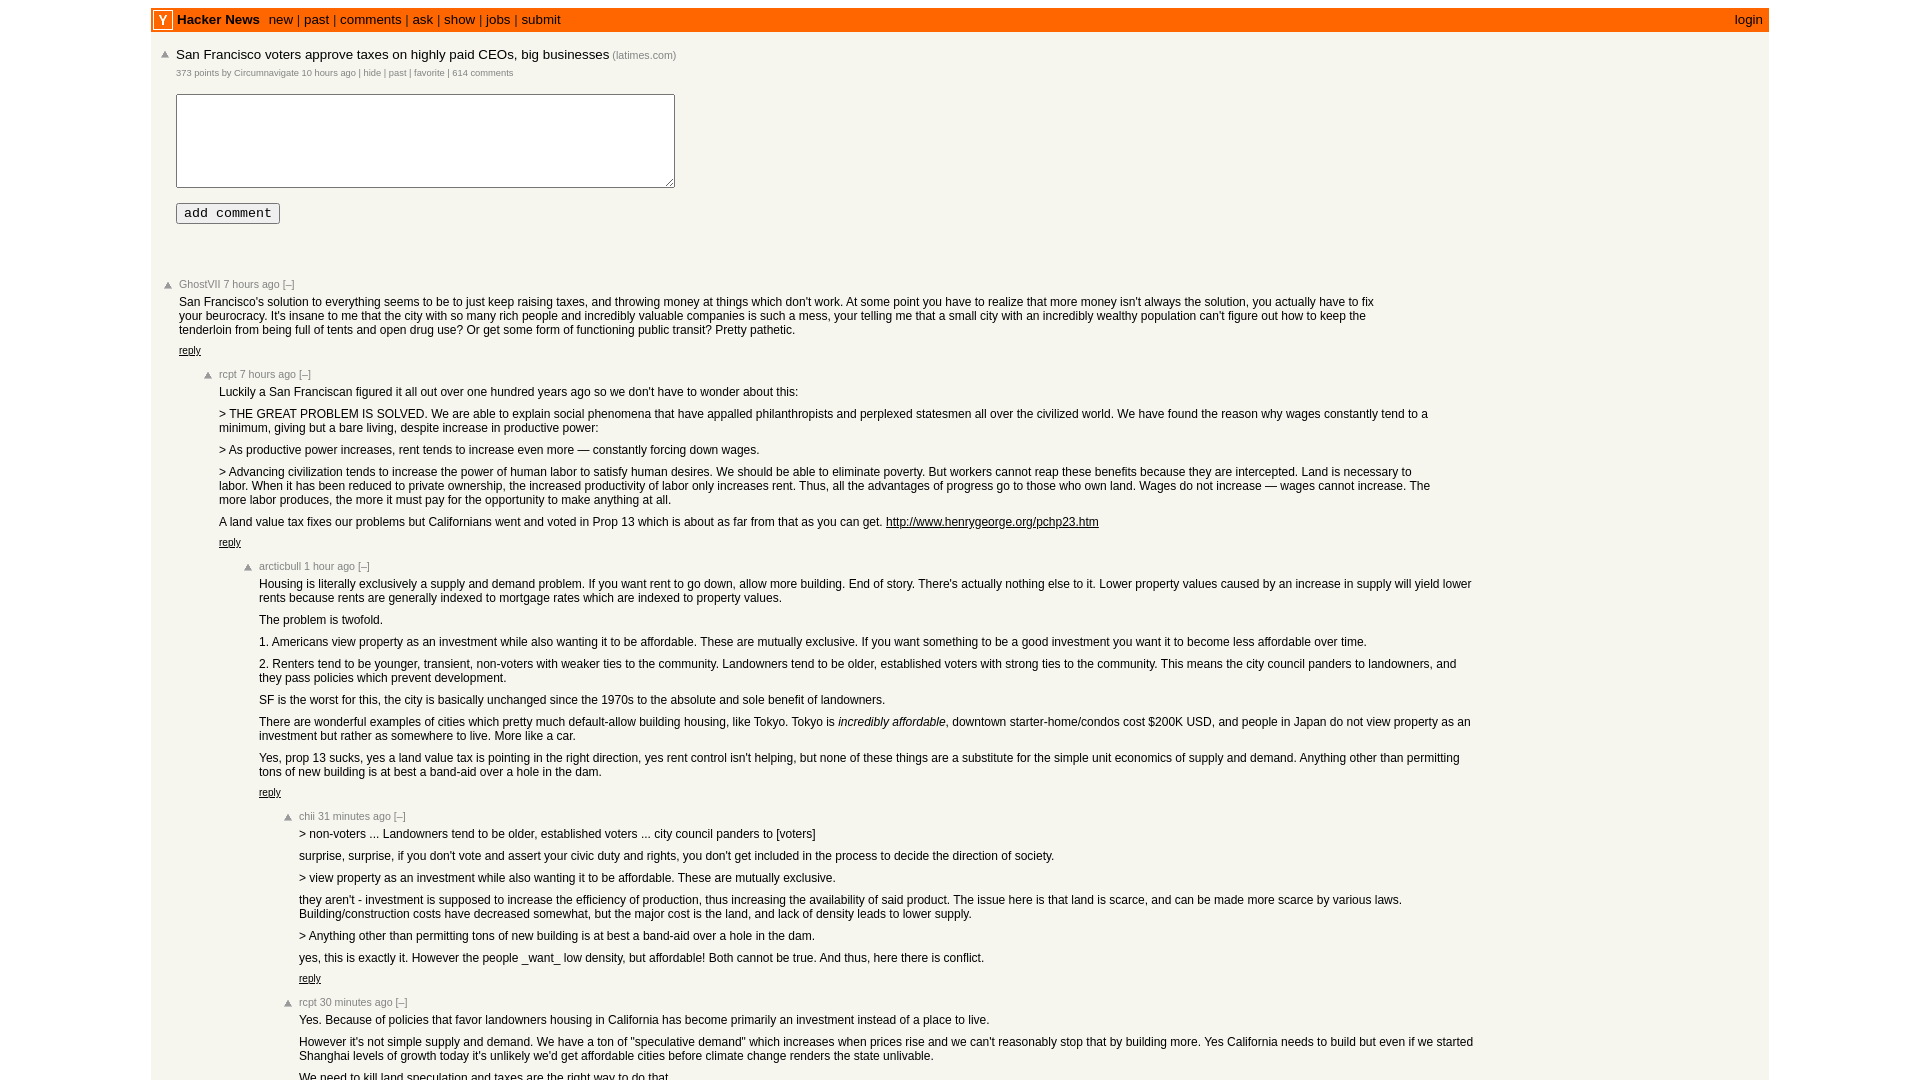 Y Hacker News new | past | comments | ask | show | jobs | submit login
San Francisco voters approve taxes on highly paid CEOs, big businesses (latimes.com)
373 points by Circumnavigate 10 hours ago | hide | past | favorite | 614 comments
add comment
GhostVII 7 hours ago [–]
San Francisco's solution to everything seems to be to just keep raising taxes, and throwing money at things which don't work. At some point you have to realize that more money isn't always the solution, you actually have to fix
your beurocracy. It's insane to me that the city with so many rich people and incredibly valuable companies is such a mess, your telling me that a small city with an incredibly wealthy population can't figure out how to keep the
tenderloin from being full of tents and open drug use? Or get some form of functioning public transit? Pretty pathetic.
reply
rcpt 7 hours ago [–]
Luckily a San Franciscan figured it all out over one hundred years ago so we don't have to wonder about this:
> THE GREAT PROBLEM IS SOLVED. We are able to explain social phenomena that have appalled philanthropists and perplexed statesmen all over the civilized world. We have found the reason why wages constantly tend to a
minimum, giving but a bare living, despite increase in productive power:
> As productive power increases, rent tends to increase even more — constantly forcing down wages.
> Advancing civilization tends to increase the power of human labor to satisfy human desires. We should be able to eliminate poverty. But workers cannot reap these benefits because they are intercepted. Land is necessary to
labor. When it has been reduced to private ownership, the increased productivity of labor only increases rent. Thus, all the advantages of progress go to those who own land. Wages do not increase — wages cannot increase. The
more labor produces, the more it must pay for the opportunity to make anything at all.
A land value tax fixes our problems but Californians went and voted in Prop 13 which is about as far from that as you can get. http://www.henrygeorge.org/pchp23.htm
reply
arcticbull 1 hour ago [–]
Housing is literally exclusively a supply and demand problem. If you want rent to go down, allow more building. End of story. There's actually nothing else to it. Lower property values caused by an increase in supply will yield lower
rents because rents are generally indexed to mortgage rates which are indexed to property values.
The problem is twofold.
1. Americans view property as an investment while also wanting it to be affordable. These are mutually exclusive. If you want something to be a good investment you want it to become less affordable over time.
2. Renters tend to be younger, transient, non-voters with weaker ties to the community. Landowners tend to be older, established voters with strong ties to the community. This means the city council panders to landowners, and
they pass policies which prevent development.
SF is the worst for this, the city is basically unchanged since the 1970s to the absolute and sole benefit of landowners.
There are wonderful examples of cities which pretty much default-allow building housing, like Tokyo. Tokyo is incredibly affordable, downtown starter-home/condos cost $200K USD, and people in Japan do not view property as an
investment but rather as somewhere to live. More like a car.
Yes, prop 13 sucks, yes a land value tax is pointing in the right direction, yes rent control isn't helping, but none of these things are a substitute for the simple unit economics of supply and demand. Anything other than permitting
tons of new building is at best a band-aid over a hole in the dam.
reply
chii 31 minutes ago [–]
> non-voters ... Landowners tend to be older, established voters ... city council panders to [voters]
surprise, surprise, if you don't vote and assert your civic duty and rights, you don't get included in the process to decide the direction of society.
> view property as an investment while also wanting it to be affordable. These are mutually exclusive.
they aren't - investment is supposed to increase the efficiency of production, thus increasing the availability of said product. The issue here is that land is scarce, and can be made more scarce by various laws.
Building/construction costs have decreased somewhat, but the major cost is the land, and lack of density leads to lower supply.
> Anything other than permitting tons of new building is at best a band-aid over a hole in the dam.
yes, this is exactly it. However the people _want_ low density, but affordable! Both cannot be true. And thus, here there is conflict.
reply
rcpt 30 minutes ago [–]
Yes. Because of policies that favor landowners housing in California has become primarily an investment instead of a place to live.
However it's not simple supply and demand. We have a ton of "speculative demand" which increases when prices rise and we can't reasonably stop that by building more. Yes California needs to build but even if we started
Shanghai levels of growth today it's unlikely we'd get affordable cities before climate change renders the state unlivable.
We need to kill land speculation and taxes are the right way to do that.